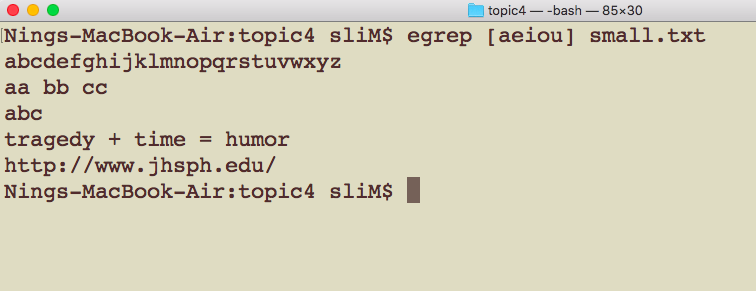 topic4 — -bash — 85×30
Nings-MacBook-Air:topic4 sliM$ egrep [aeiou] small.txt
abcdefghijklmnopqrstuvwxyz
aa bb cc
abc
tragedy + time = humor
http://www.jhsph.edu/
Nings-MacBook-Air:topic4 sliM$